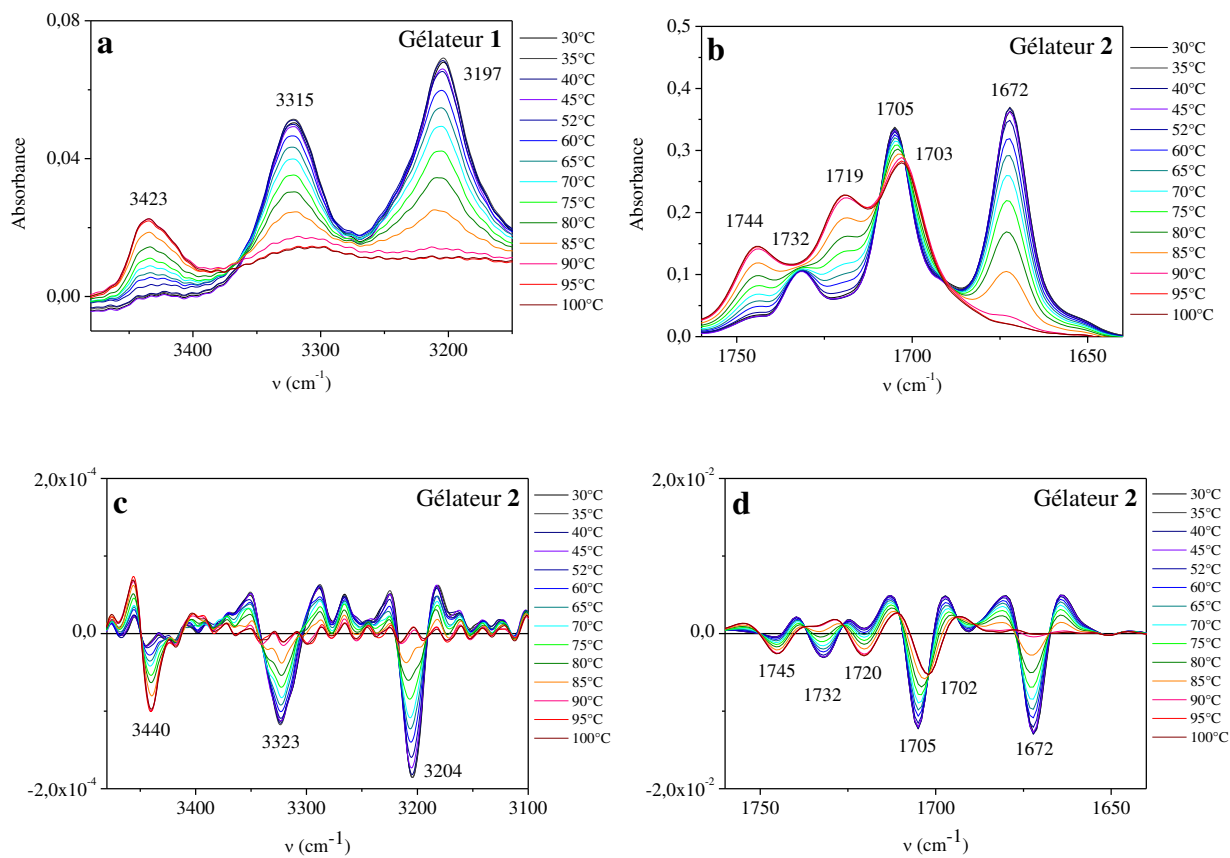 a
Gélateur 1
0,08
0,04
0,00
Absorbance
3423
3315
3197
3400
3300
3200
ν (cm-1)
30°C
35°C
40°C
45°C
52°C
60°C
65°C
70°C
75°C
80°C
85°C
90°C
95°C
100°C
b
Gélateur 2
0,5
0,4
0,3
0,2
0,1
0,0
Absorbance
1744
1732
1719
1705
1703
1672
1750
1700
1650
ν (cm-1)
30°C
35°C
40°C
45°C
52°C
60°C
65°C
70°C
75°C
80°C
85°C
90°C
95°C
100°C
c
Gélateur 2
2,0x10-4
0,0
-2,0x10-4
3440
3323
3204
3400
3300
3200
3100
ν (cm-1)
30°C
35°C
40°C
45°C
52°C
60°C
65°C
70°C
75°C
80°C
85°C
90°C
95°C
100°C
d
Gélateur 2
2,0x10-2
0,0
-2,0x10-2
1745
1732
1720
1705
1702
1672
1750
1700
1650
ν (cm-1)
30°C
35°C
40°C
45°C
52°C
60°C
65°C
70°C
75°C
80°C
85°C
90°C
95°C
100°C